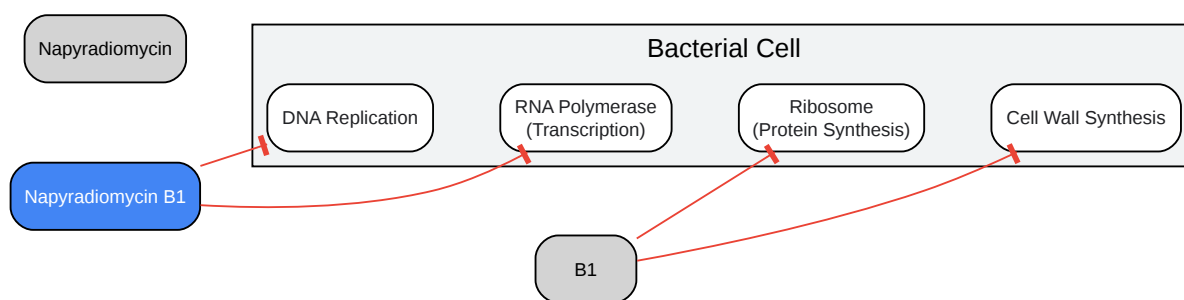 Napyradiomycin
Bacterial Cell
DNA Replication
RNA Polymerase
(Transcription)
Ribosome
(Protein Synthesis)
Cell Wall Synthesis
Napyradiomycin B1
B1